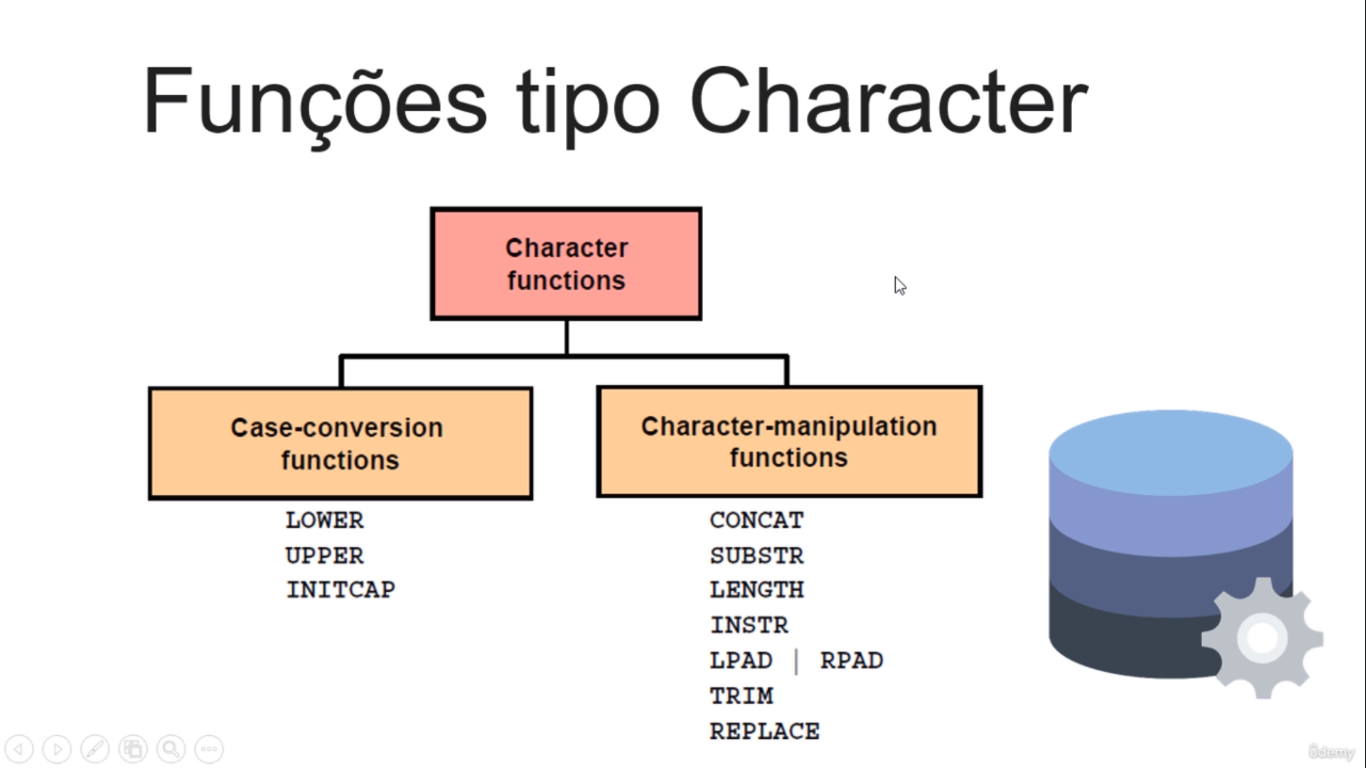 Funções tipo Character
Character
functions
Case-conversion
functions
LOWER
UPPER
INITCAP
Character-manipulation
functions
CONCAT
SUBSTR
LENGTH
INSTR
LPAD | RPAD
TRIM
REPLACE
ûdemy